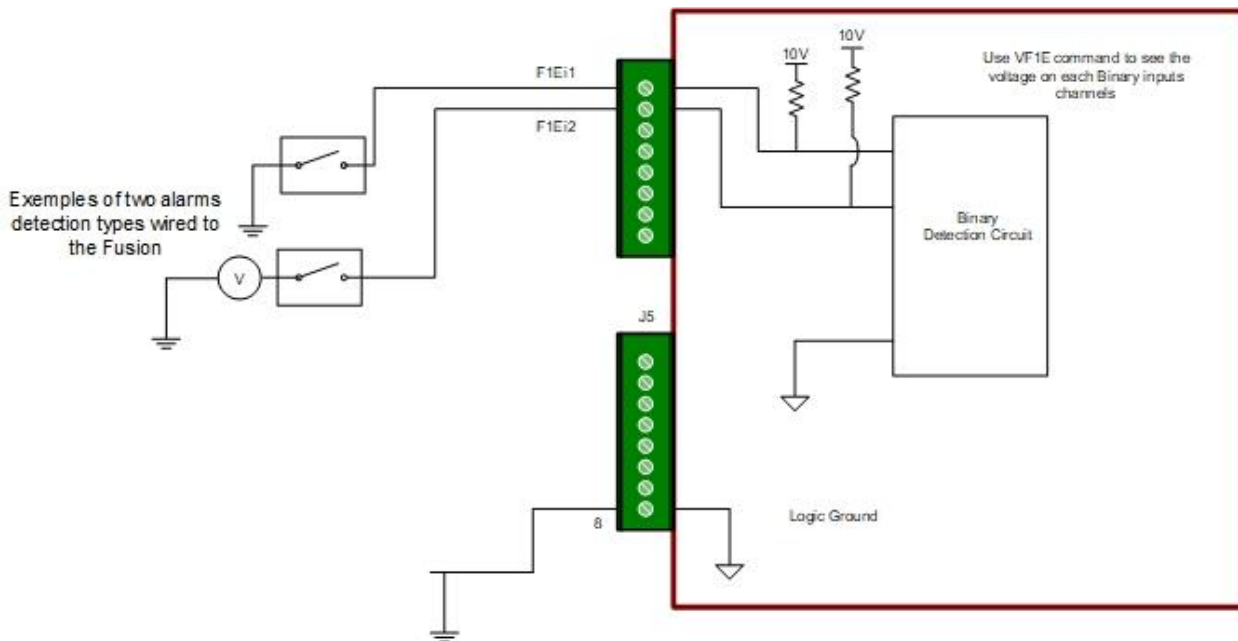 10V
10V
Use VF1E command to see the
voltage on each Binary inputs
channels
F1Ei1
F1Ei2
Exemples of two alarms
detection types wired to
the Fusion
V
Binary
Detection Circuit
J5
8
Logic Ground